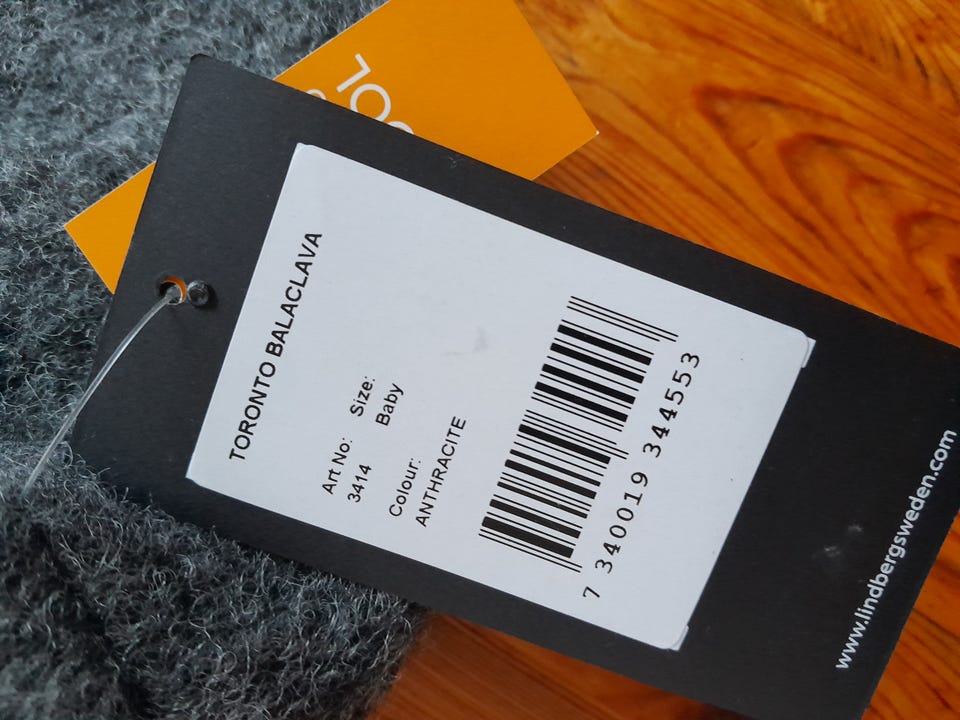 TORONTO BALACLAVA
Art No: Size:
3414 Baby
Colour:
ANTHRACITE
7 340019 344553
www.lindbergsweden.com